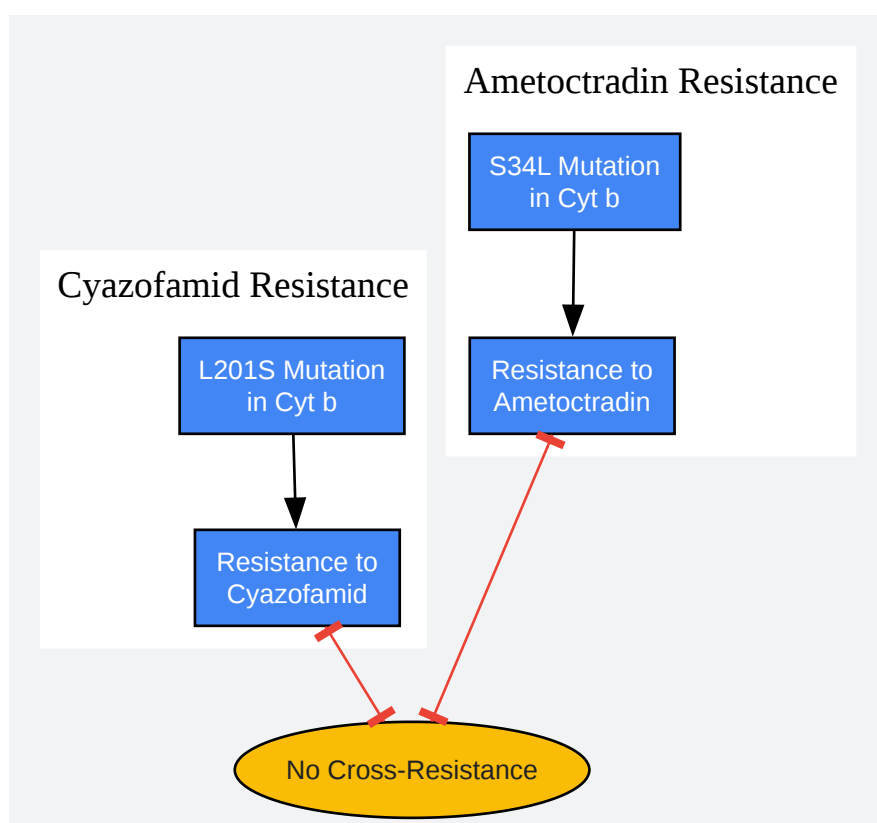 Ametoctradin Resistance
S34L Mutation
in Cyt b
Resistance to
Ametoctradin
Cyazofamid Resistance
L201S Mutation
in Cyt b
Resistance to
Cyazofamid
No Cross-Resistance